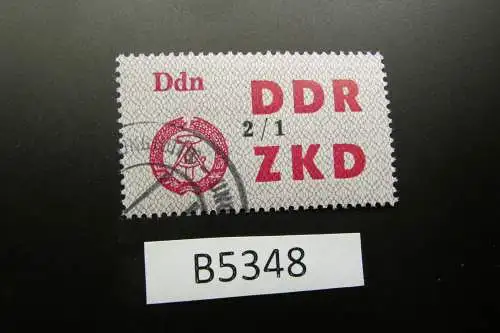 Ddn
DDR
2 / 1
ZKD
B5348